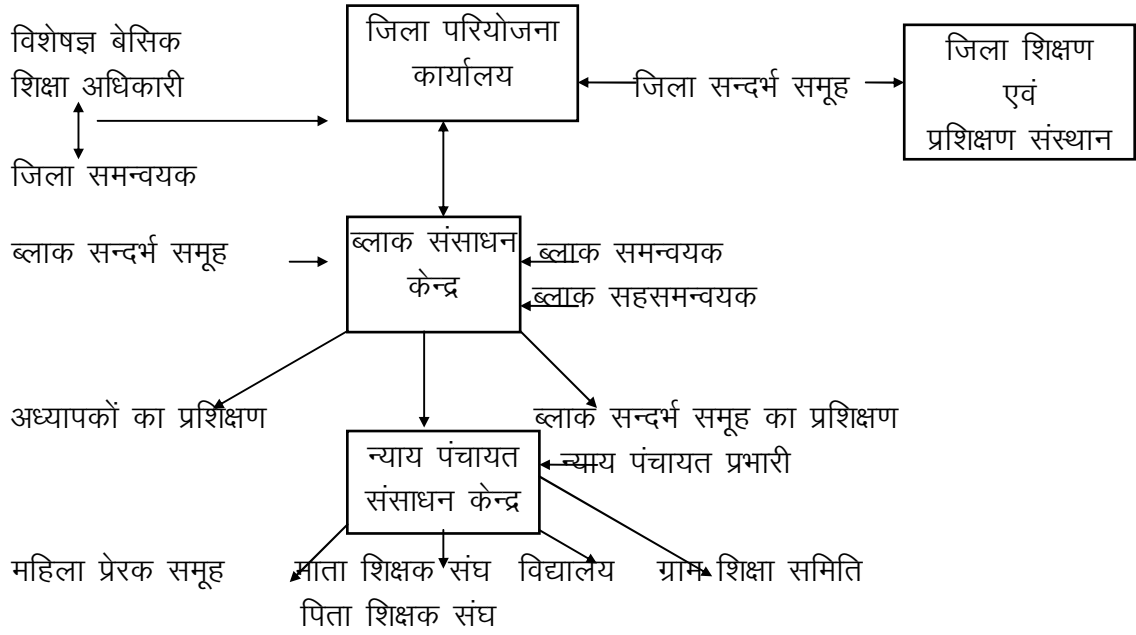 विशेषज्ञ बेसिक
शिक्षा अधिकारी
जिला समन्वयक
जिला परियोजना
कार्यालय
जिला सन्दर्भ समूह
जिला शिक्षण
एवं
प्रशिक्षण संस्थान
ब्लाक सन्दर्भ समूह
ब्लाक संसाधन
केन्द्र
ब्लाक समन्वयक
ब्लाक सहसमन्वयक
अध्यापकों का प्रशिक्षण
ब्लाक सन्दर्भ समूह का प्रशिक्षण
न्याय पंचायत
संसाधन केन्द्र
न्याय पंचायत प्रभारी
महिला प्रेरक समूह
माता शिक्षक संघ
पिता शिक्षक संघ
विद्यालय
ग्राम शिक्षा समिति